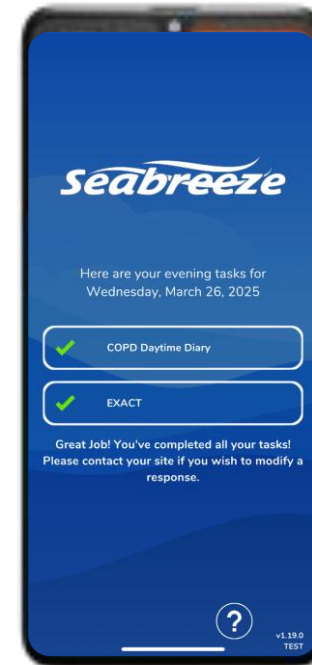 Seabreeze
Here are your evening tasks for
Wednesday, March 26, 2025
COPD Daytime Diary
EXACT
Great Job! You've completed all your tasks!
Please contact your site if you wish to modify a
response.
?
v1.19.0
TEST